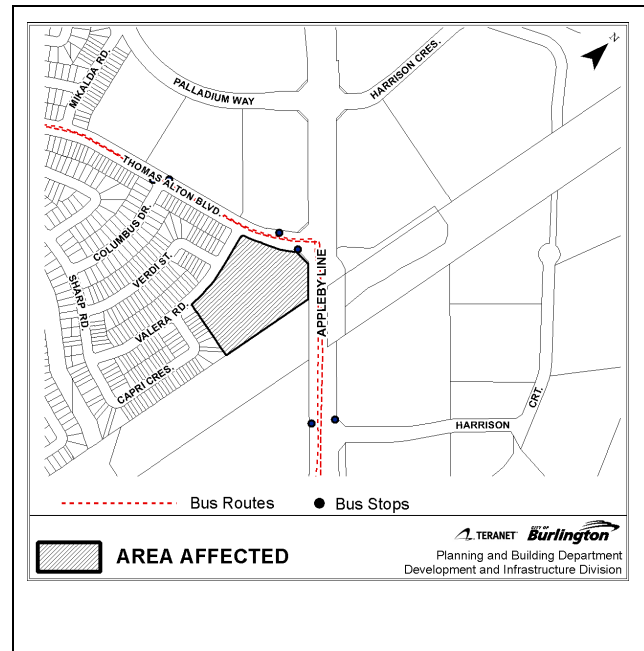 N
MIKALDA RD.
PALLADIUM WAY
HARRISON CRES.
THOMAS ALTON BLVD.
COLUMBUS DR.
VERDI ST.
SHARP RD.
VALERA RD.
APPLEBY LINE
CAPRI CRES.
HARRISON
CRT.
Bus Routes
Bus Stops
AREA AFFECTED
TERANET
CITY OF
Burlington
Planning and Building Department
Development and Infrastructure Division